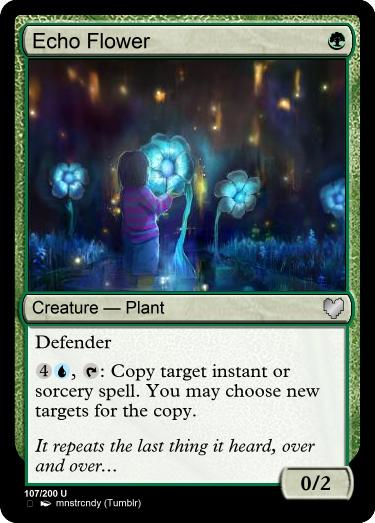 Echo Flower
Creature — Plant
Defender
4, : Copy target instant or
sorcery spell. You may choose new
targets for the copy.
It repeats the last thing it heard, over
and over…
0/2
107/200 U
mnstrcndy (Tumblr)